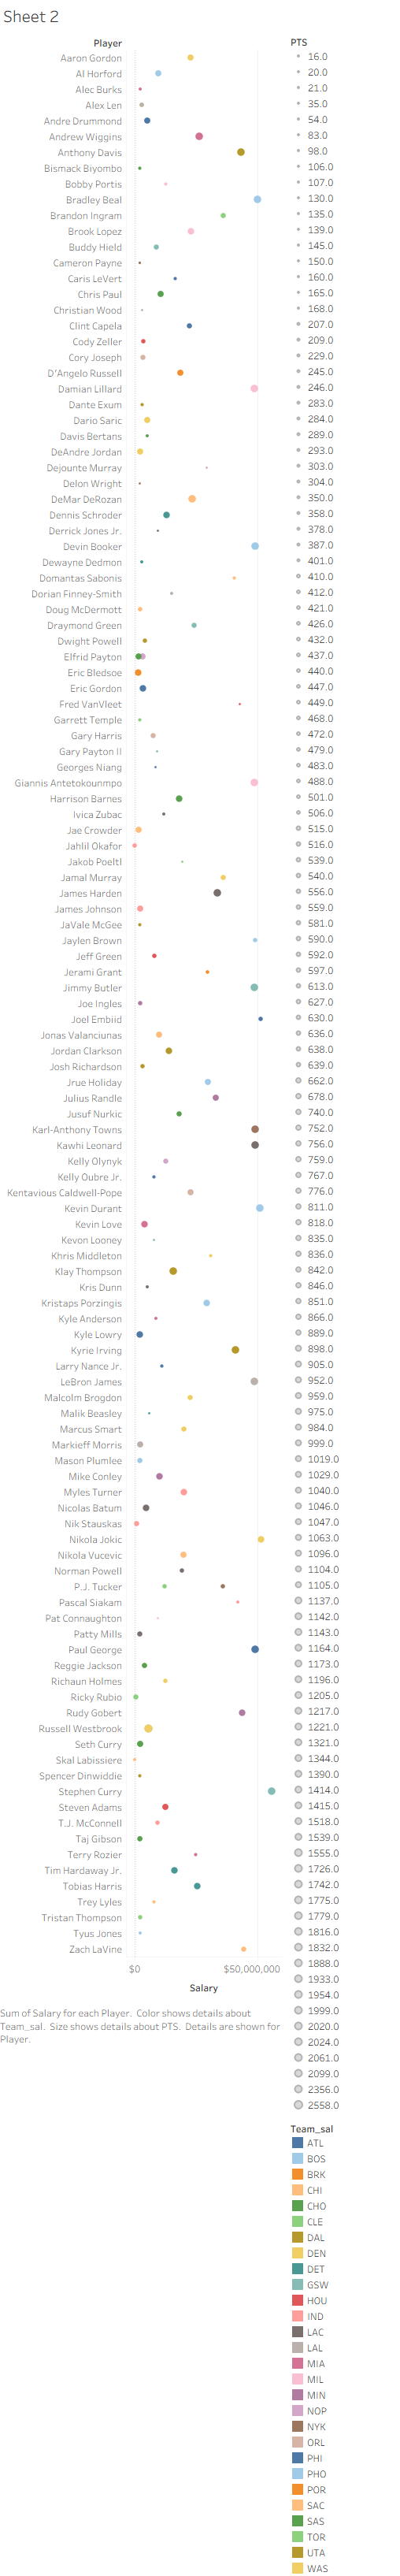 Sheet 2
Player
Aaron Gordon
Al Horford
Alec Burks
Alex Len
Andre Drummond
Andrew Wiggins
Anthony Davis
Bismack Biyombo
Bobby Portis
Bradley Beal
Brandon Ingram
Brook Lopez
Buddy Hield
Cameron Payne
Caris LeVert
Chris Paul
Christian Wood
Clint Capela
Cody Zeller
Cory Joseph
D'Angelo Russell
Damian Lillard
Dante Exum
Dario Saric
Davis Bertans
DeAndre Jordan
Dejounte Murray
Delon Wright
DeMar DeRozan
Dennis Schroder
Derrick Jones Jr.
Devin Booker
Dewayne Dedmon
Domantas Sabonis
Dorian Finney-Smith
Doug McDermott
Draymond Green
Dwight Powell
Elfrid Payton
Eric Bledsoe
Eric Gordon
Fred VanVleet
Garrett Temple
Gary Harris
Gary Payton II
Georges Niang
Giannis Antetokounmpo
Harrison Barnes
Ivica Zubac
Jae Crowder
Jahlil Okafor
Jakob Poeltl
Jamal Murray
James Harden
James Johnson
JaVale McGee
Jaylen Brown
Jeff Green
Jerami Grant
Jimmy Butler
Joe Ingles
Joel Embiid
Jonas Valanciunas
Jordan Clarkson
Josh Richardson
Jrue Holiday
Julius Randle
Jusuf Nurkic
Karl-Anthony Towns
Kawhi Leonard
Kelly Olynyk
Kelly Oubre Jr.
Kentavious Caldwell-Pope
Kevin Durant
Kevin Love
Kevon Looney
Khris Middleton
Klay Thompson
Kris Dunn
Kristaps Porzingis
Kyle Anderson
Kyle Lowry
Kyrie Irving
Larry Nance Jr.
LeBron James
Malcolm Brogdon
Malik Beasley
Marcus Smart
Markieff Morris
Mason Plumlee
Mike Conley
Myles Turner
Nicolas Batum
Nik Stauskas
Nikola Jokic
Nikola Vucevic
Norman Powell
P.J. Tucker
Pascal Siakam
Pat Connaughton
Patty Mills
Paul George
Reggie Jackson
Richaun Holmes
Ricky Rubio
Rudy Gobert
Russell Westbrook
Seth Curry
Skal Labissiere
Spencer Dinwiddie
Stephen Curry
Steven Adams
T.J. McConnell
Taj Gibson
Terry Rozier
Tim Hardaway Jr.
Tobias Harris
Trey Lyles
Tristan Thompson
Tyus Jones
Zach LaVine
$0 $50,000,000
Salary
Sum of Salary for each Player. Color shows details about
Team_sal. Size shows details about PTS. Details are shown for
Player.
PTS
16.0
20.0
21.0
35.0
54.0
83.0
98.0
106.0
107.0
130.0
135.0
139.0
145.0
150.0
160.0
165.0
168.0
207.0
209.0
229.0
245.0
246.0
283.0
284.0
289.0
293.0
303.0
304.0
350.0
358.0
378.0
387.0
401.0
410.0
412.0
421.0
426.0
432.0
437.0
440.0
447.0
449.0
468.0
472.0
479.0
483.0
488.0
501.0
506.0
515.0
516.0
539.0
540.0
556.0
559.0
581.0
590.0
592.0
597.0
613.0
627.0
630.0
636.0
638.0
639.0
662.0
678.0
740.0
752.0
756.0
759.0
767.0
776.0
811.0
818.0
835.0
836.0
842.0
846.0
851.0
866.0
889.0
898.0
905.0
952.0
959.0
975.0
984.0
999.0
1019.0
1029.0
1040.0
1046.0
1047.0
1063.0
1096.0
1104.0
1105.0
1137.0
1142.0
1143.0
1164.0
1173.0
1196.0
1205.0
1217.0
1221.0
1321.0
1344.0
1390.0
1414.0
1415.0
1518.0
1539.0
1555.0
1726.0
1742.0
1775.0
1779.0
1816.0
1832.0
1888.0
1933.0
1954.0
1999.0
2020.0
2024.0
2061.0
2099.0
2356.0
2558.0
Team_sal
ATL
BOS
BRK
CHI
CHO
CLE
DAL
DEN
DET
GSW
HOU
IND
LAC
LAL
MIA
MIL
MIN
NOP
NYK
ORL
PHI
PHO
POR
SAC
SAS
TOR
UTA
WAS